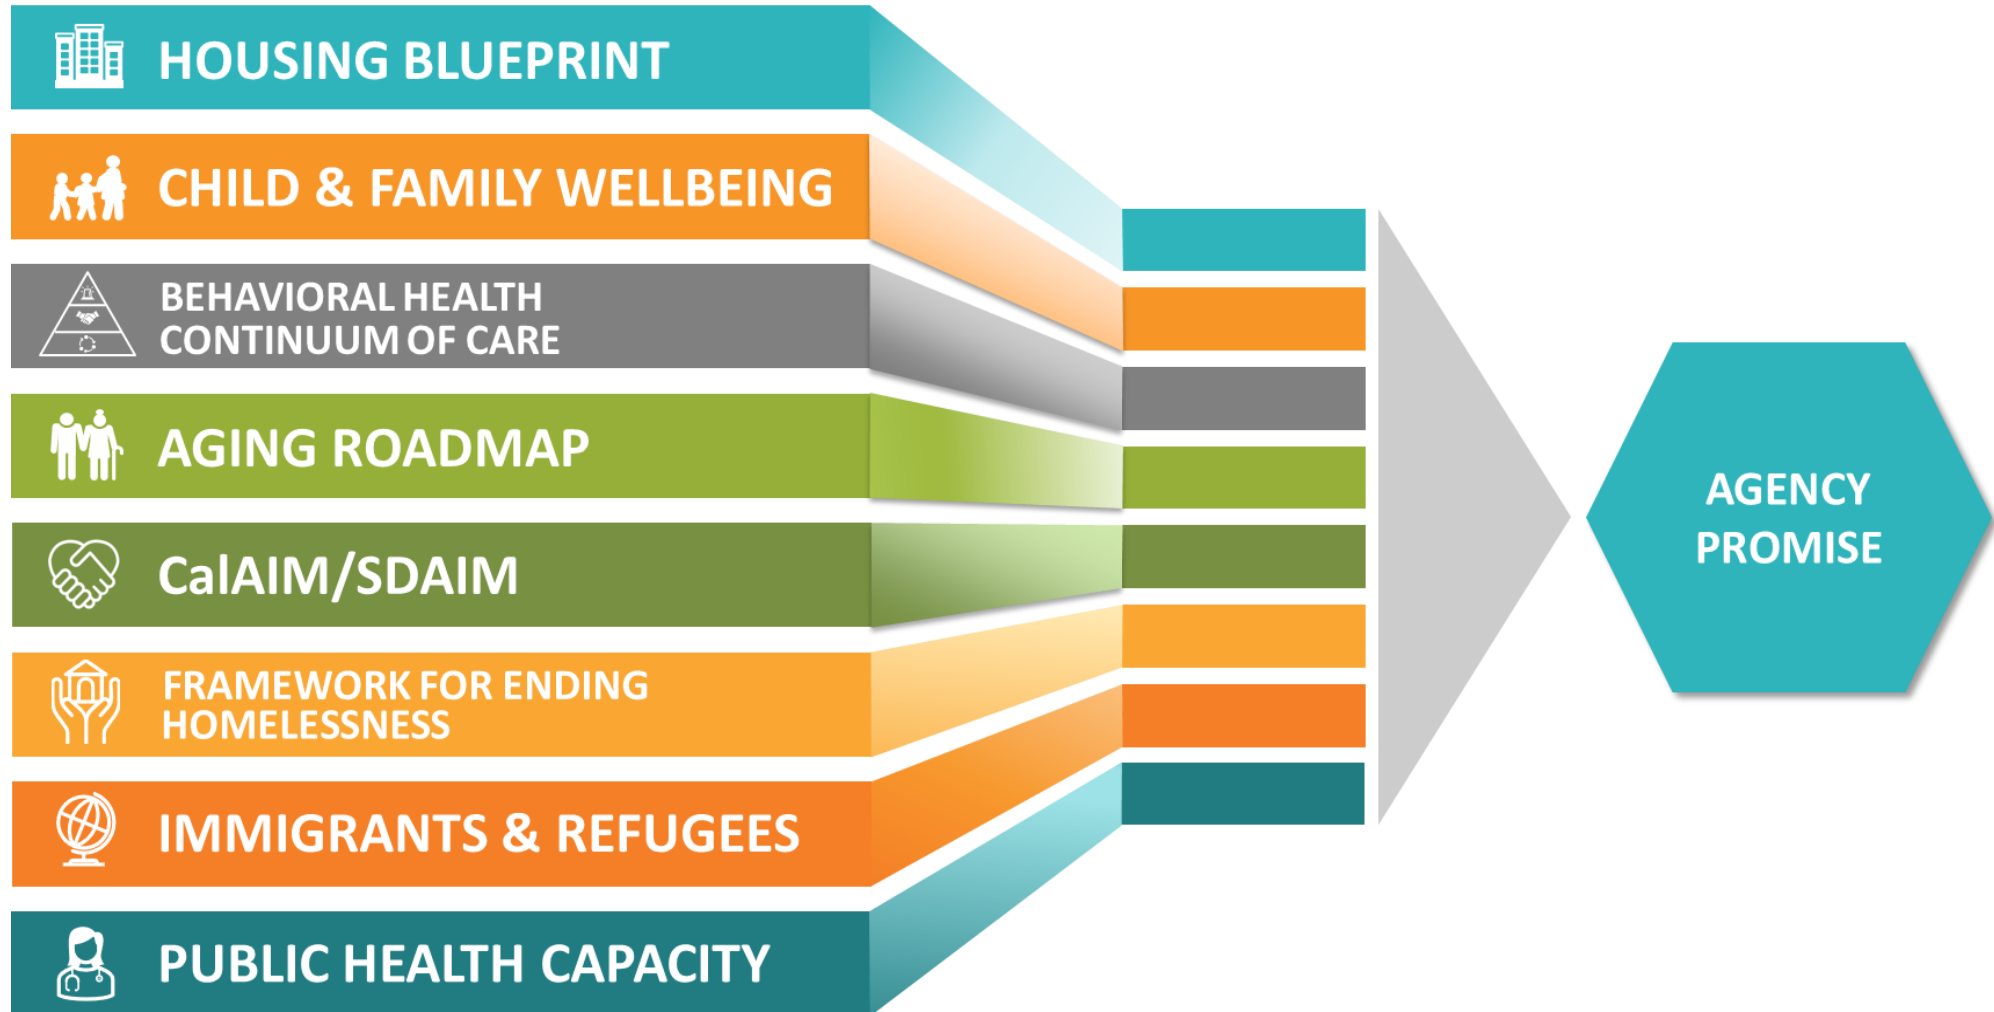 HOUSING BLUEPRINT
CHILD & FAMILY WELLBEING
BEHAVIORAL HEALTH
CONTINUUM OF CARE
AGING ROADMAP
CalAIM/SDAIM
FRAMEWORK FOR ENDING
HOMELESSNESS
IMMIGRANTS & REFUGEES
PUBLIC HEALTH CAPACITY
AGENCY
PROMISE